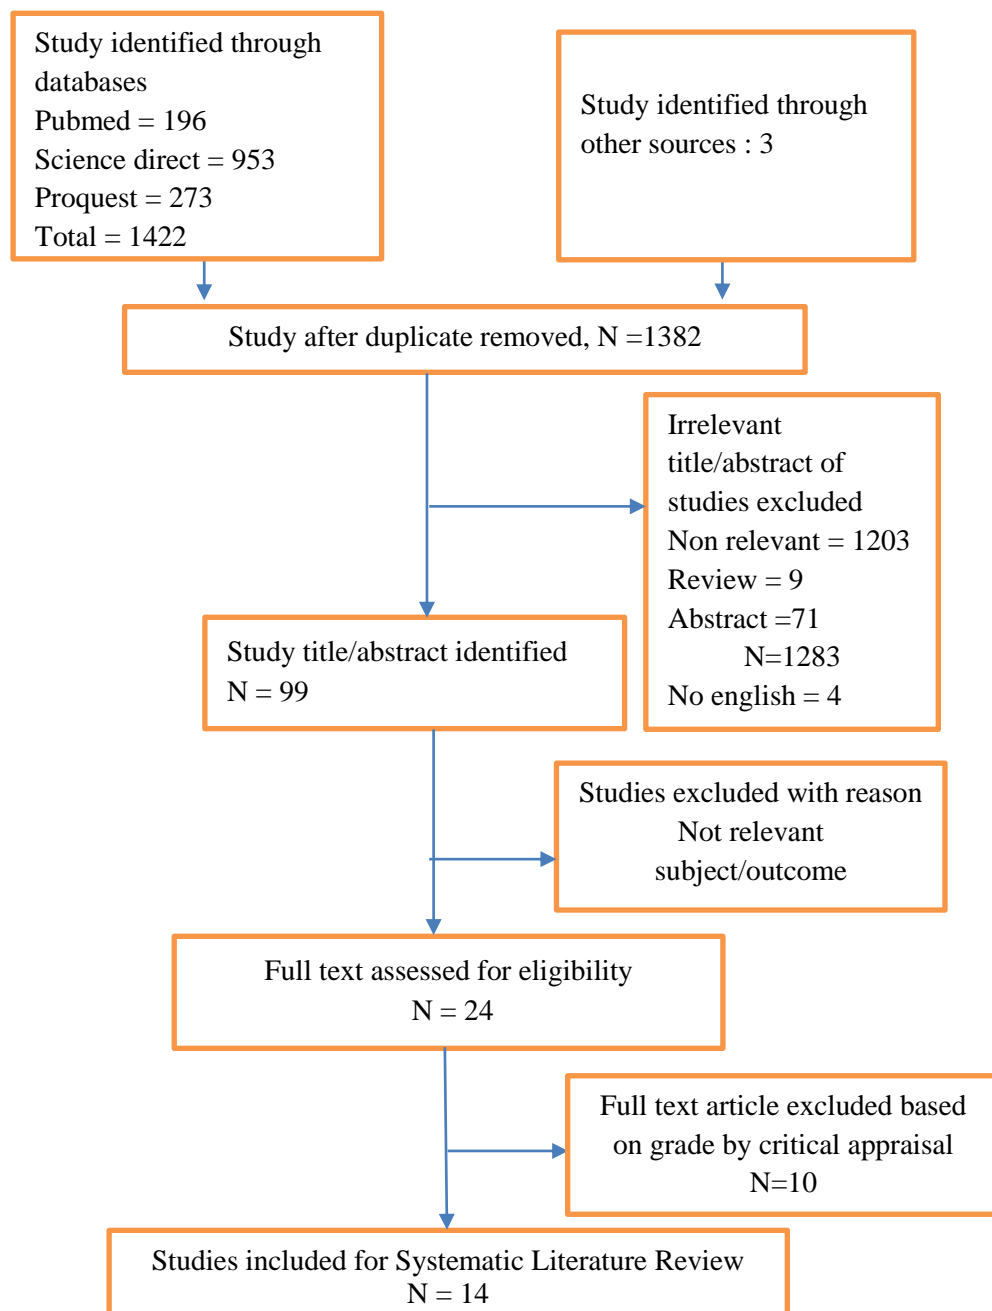 Study identified through
databases
Pubmed = 196
Science direct = 953
Proquest = 273
Total = 1422
Study identified through
other sources : 3
Study after duplicate removed, N =1382
Irrelevant
title/abstract of
studies excluded
Non relevant = 1203
Review = 9
Abstract =71
N=1283
No english = 4
Study title/abstract identified
N = 99
Studies excluded with reason
Not relevant
subject/outcome
Full text assessed for eligibility
N = 24
Full text article excluded based
on grade by critical appraisal
N=10
Studies included for Systematic Literature Review
N = 14